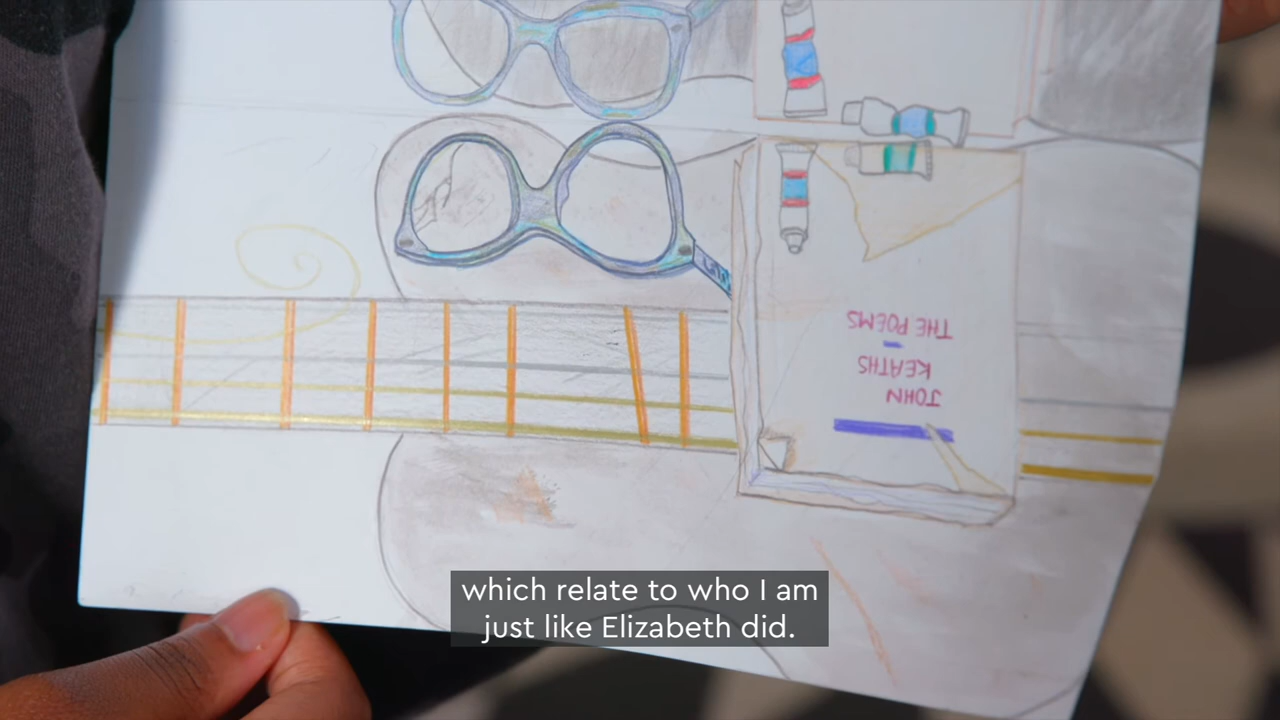 JOHN
KEATHS
-
THE POEMS
which relate to who I am
just like Elizabeth did.